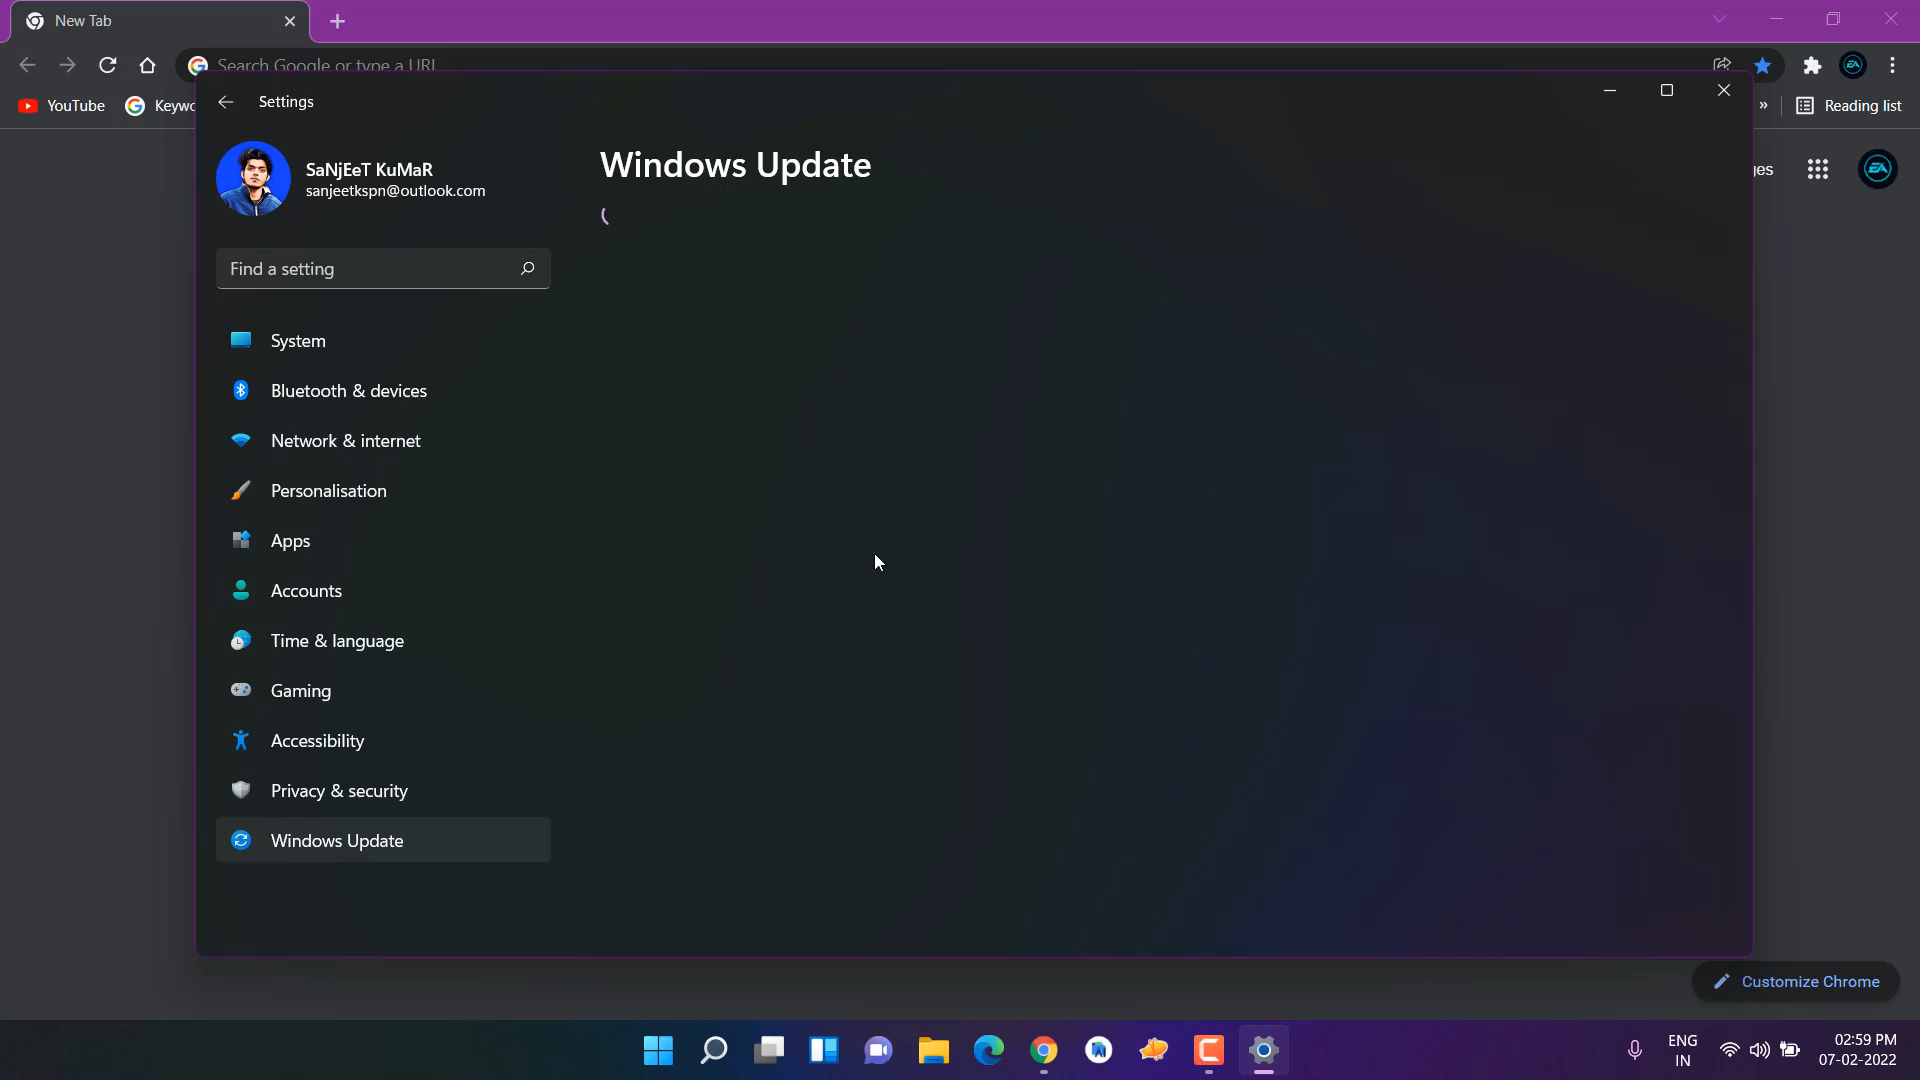 New Tab
Search Google or type a URL
YouTube
Keywo
Reading list
Settings
SaNjEeT KuMaR
sanjeetkspn@outlook.com
Windows Update
ges
Find a setting
System
Bluetooth & devices
Network & internet
Personalisation
Apps
Accounts
Time & language
Gaming
Accessibility
Privacy & security
Windows Update
Customize Chrome
ENG
IN
02:59 PM
07-02-2022